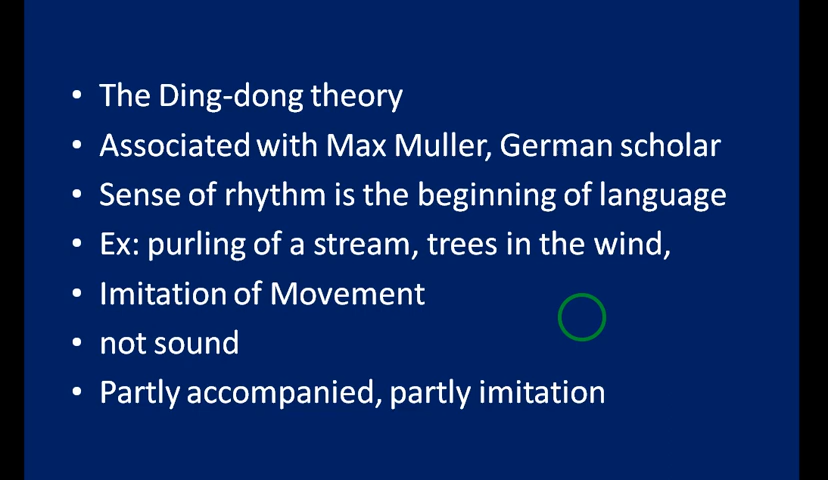 • The Ding-dong theory
• Associated with Max Muller, German scholar
• Sense of rhythm is the beginning of language
• Ex: purling of a stream, trees in the wind,
• Imitation of Movement
• not sound
• Partly accompanied, partly imitation